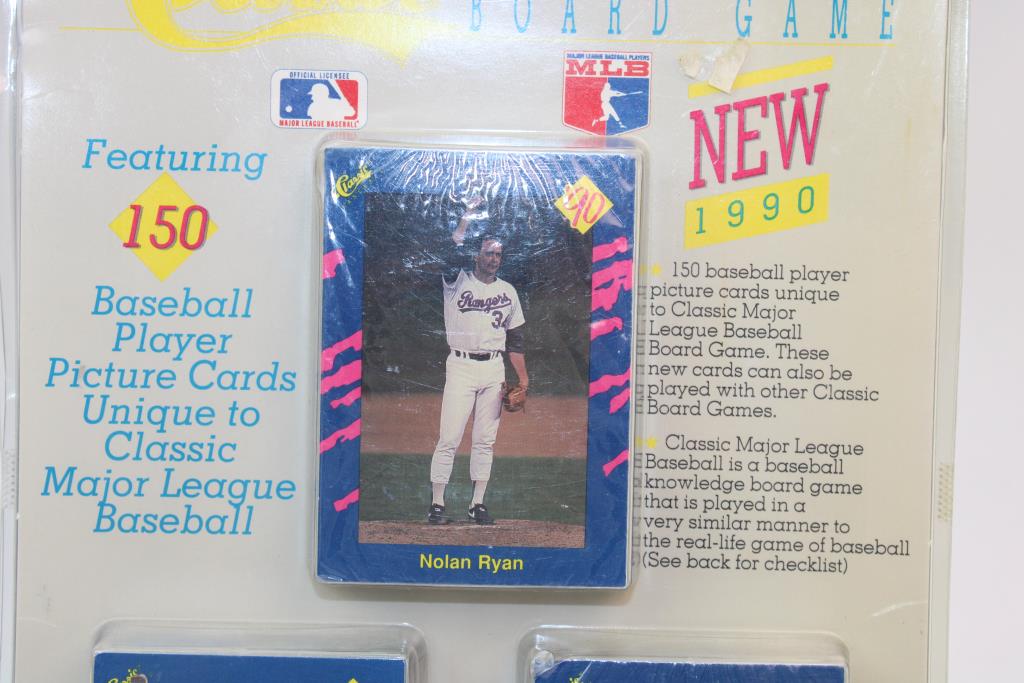 Classic
BOARD GAME
OFFICIAL LICENSEE
MAJOR LEAGUE BASEBALL
MAJOR LEAGUE BASEBALL PLAYERS
MLB
NEW
1990
Featuring
150
Baseball
Player
Picture Cards
Unique to
Classic
Major League
Baseball
Classic
'90
Rangers
34
Nolan Ryan
150 baseball player
picture cards unique
to Classic Major
League Baseball
Board Game. These
new cards can also be
played with other Classic
Board Games.
Classic Major League
Baseball is a baseball
knowledge board game
that is played in a
very similar manner to
the real-life game of baseball
(See back for checklist)
Classic